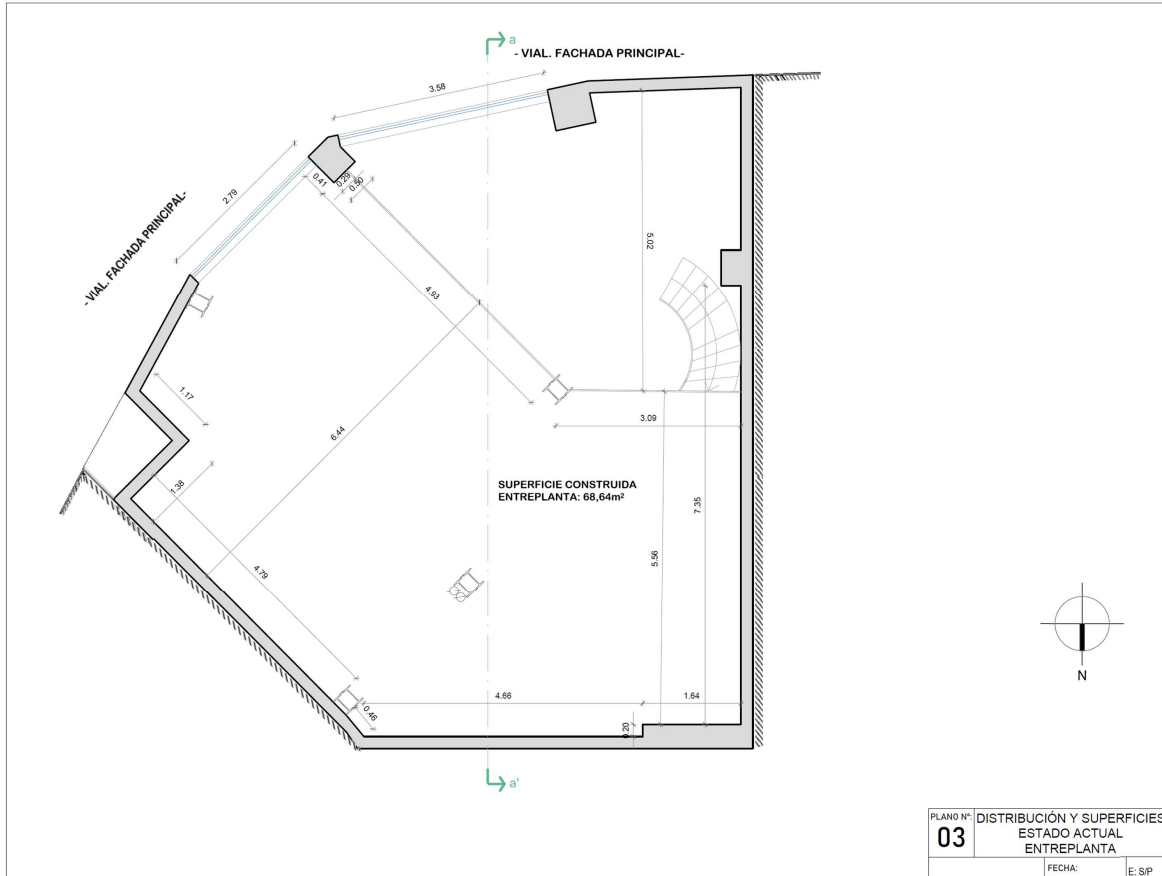 a
- VIAL. FACHADA PRINCIPAL-
3.58
2.79
- VIAL. FACHADA PRINCIPAL-
0.41
0.29
0.50
5.02
4.93
1.17
6.44
3.09
1.38
SUPERFICIE CONSTRUIDA
ENTREPLANTA: 68,64m²
7.35
5.56
4.79
N
4.66
1.64
0.46
0.20
a'
PLANO Nº:
03
DISTRIBUCIÓN Y SUPERFICIES
ESTADO ACTUAL
ENTREPLANTA
FECHA:
E: S/P